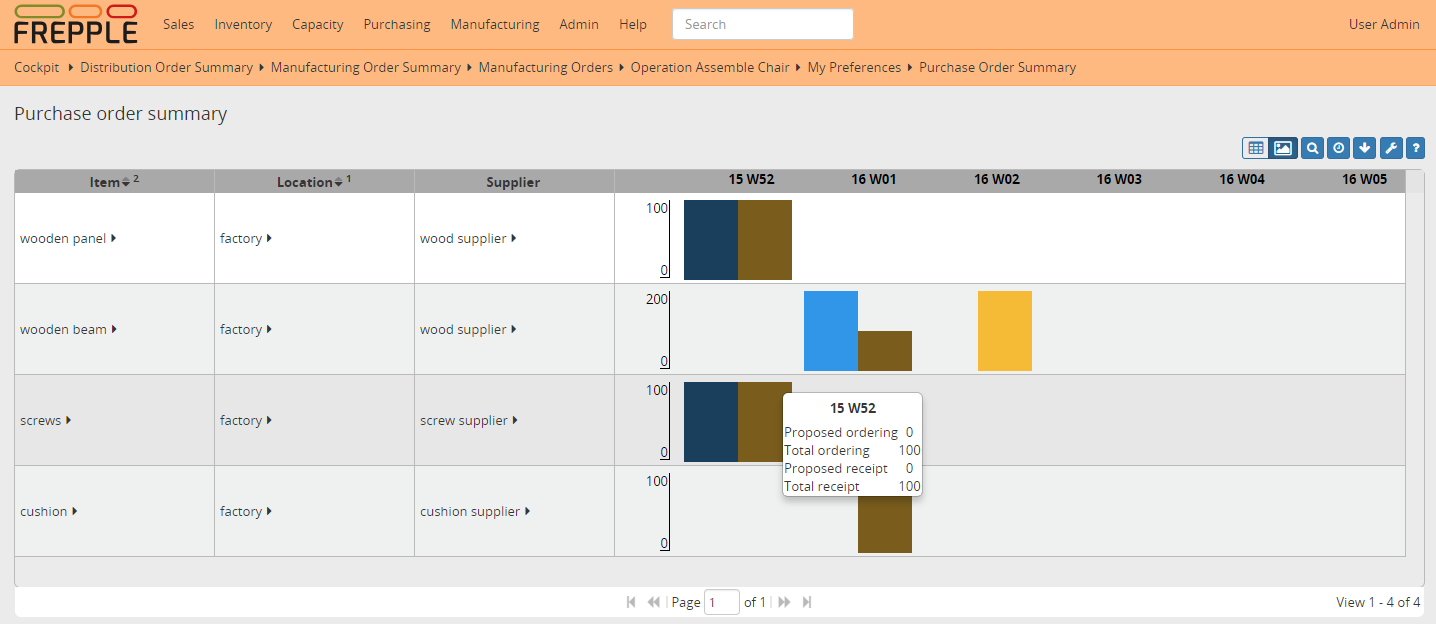 FREPPLE Sales Inventory Capacity Purchasing Manufacturing Admin Help Search User Admin
Cockpit Distribution Order Summary Manufacturing Order Summary Manufacturing Orders Operation Assemble Chair My Preferences Purchase Order Summary
Purchase order summary
?
Item 2 Location 1 Supplier 15 W52 16 W01 16 W02 16 W03 16 W04 16 W05
100
wooden panel factory wood supplier
0
200
wooden beam factory wood supplier
0
100
screws factory screw supplier
0
15 W52
Proposed ordering 0
Total ordering 100
Proposed receipt 0
Total receipt 100
100
cushion factory cushion supplier
0
Page 1 of 1 View 1 - 4 of 4